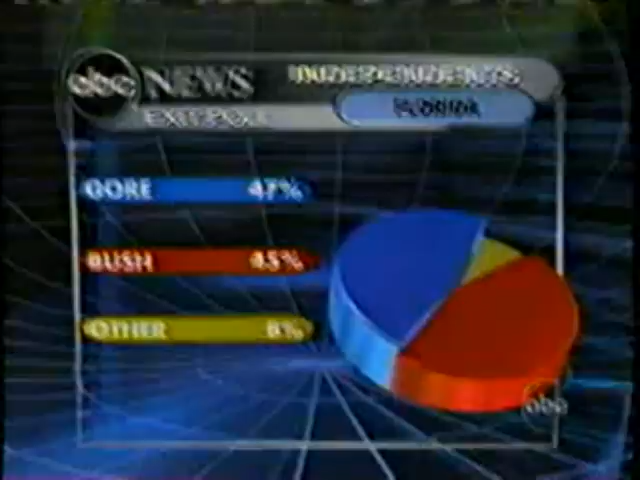 abc NEWS
INDEPENDENTS
EXIT POLL
FLORIDA
GORE 47%
BUSH 45%
OTHER 8%
abc